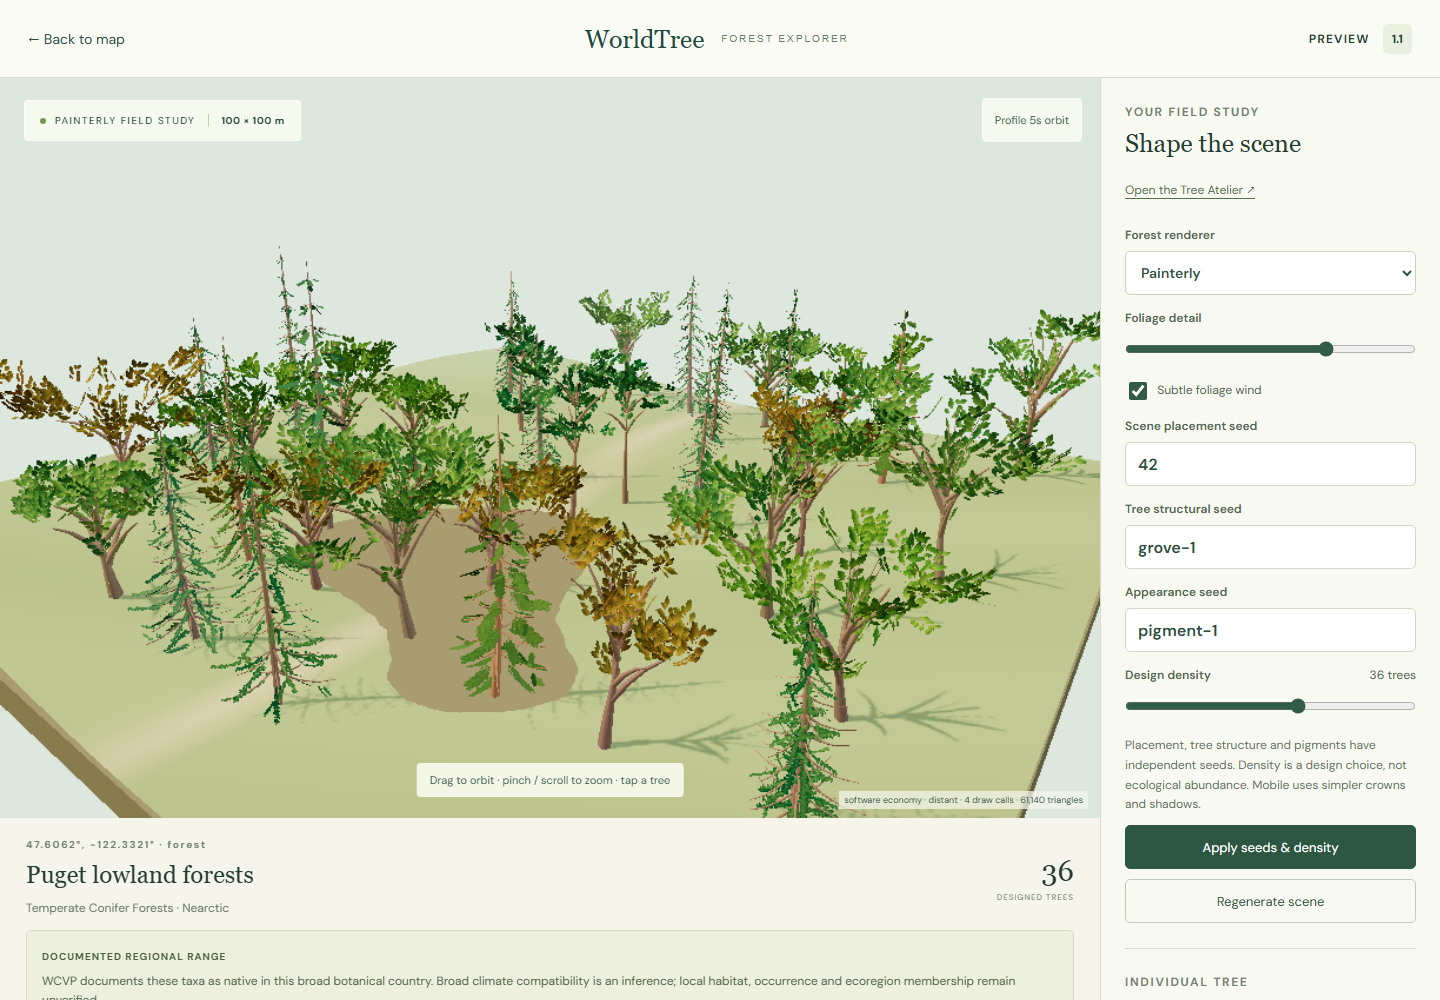 ← Back to map
WorldTree FOREST EXPLORER
PREVIEW 1.1
PAINTERLY FIELD STUDY 100 × 100 m
Profile 5s orbit
Drag to orbit · pinch / scroll to zoom · tap a tree
software economy · distant · 4 draw calls · 61,140 triangles
47.6062°, -122.3321° · forest
Puget lowland forests
Temperate Conifer Forests · Nearctic
36
DESIGNED TREES
DOCUMENTED REGIONAL RANGE
WCVP documents these taxa as native in this broad botanical country. Broad climate compatibility is an inference; local habitat, occurrence and ecoregion membership remain
unverified.
YOUR FIELD STUDY
Shape the scene
Open the Tree Atelier ↗
Forest renderer
Painterly
Foliage detail
Subtle foliage wind
Scene placement seed
42
Tree structural seed
grove-1
Appearance seed
pigment-1
Design density 36 trees
Placement, tree structure and pigments have
independent seeds. Density is a design choice, not
ecological abundance. Mobile uses simpler crowns
and shadows.
Apply seeds & density
Regenerate scene
INDIVIDUAL TREE